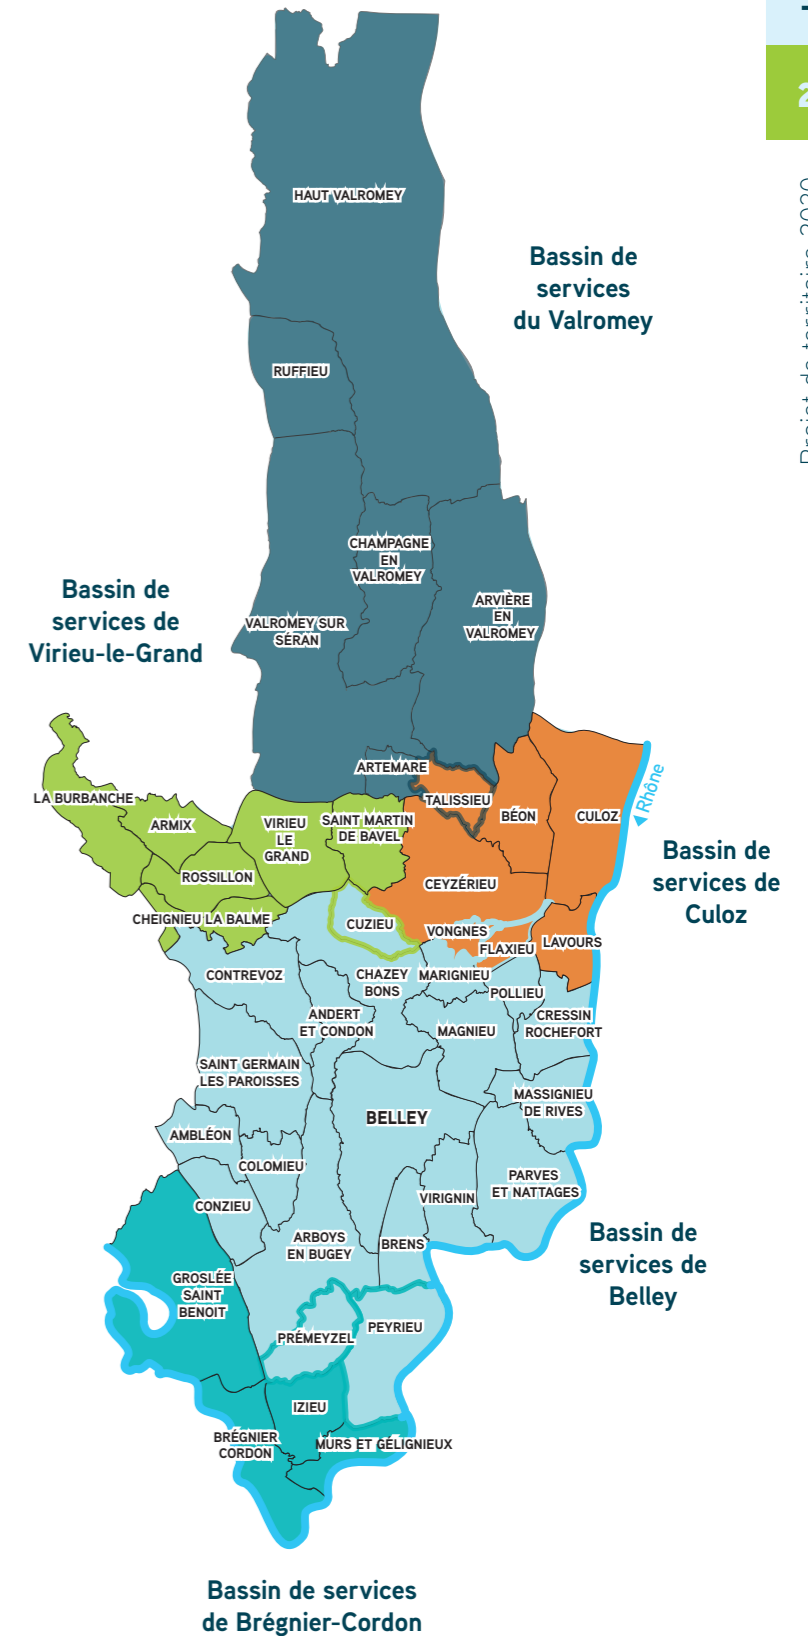 HAUT VALROMEY
Bassin de
services
du Valromey
RUFFIEU
CHAMPAGNE
EN
VALROMEY
Bassin de
services de
Virieu-le-Grand
ARVIÈRE
EN
VALROMEY
VALROMEY SUR
SÉRAN
ARTEMARE
Rhône
LA BURBANCHE
TALISSIEU
ARMIX
VIRIEU
LE
GRAND
SAINT MARTIN
DE BAVEL
BÉON
CULOZ
Bassin de
services de
Culoz
ROSSILLON
CEYZÉRIEU
CHEIGNIEU LA BALME
CUZIEU
VONGNES
FLAXIEU
LAVOURS
CONTREVOZ
CHAZEY
BONS
MARIGNIEU
POLLIEU
ANDERT
ET CONDON
MAGNIEU
CRESSIN
ROCHEFORT
SAINT GERMAIN
LES PAROISSES
MASSIGNIEU
DE RIVES
BELLEY
AMBLÉON
COLOMIEU
CONZIEU
VIRIGNIN
PARVES
ET NATTAGES
ARBOYS
EN BUGEY
BRENS
Bassin de
services de
Belley
GROSLÉE
SAINT
BENOIT
PRÉMEYZEL
PEYRIEU
IZIEU
BRÉGNIER
CORDON
MURS ET GÉLIGNIEUX
Bassin de services
de Brégnier-Cordon
2
Projet de territoire 2020